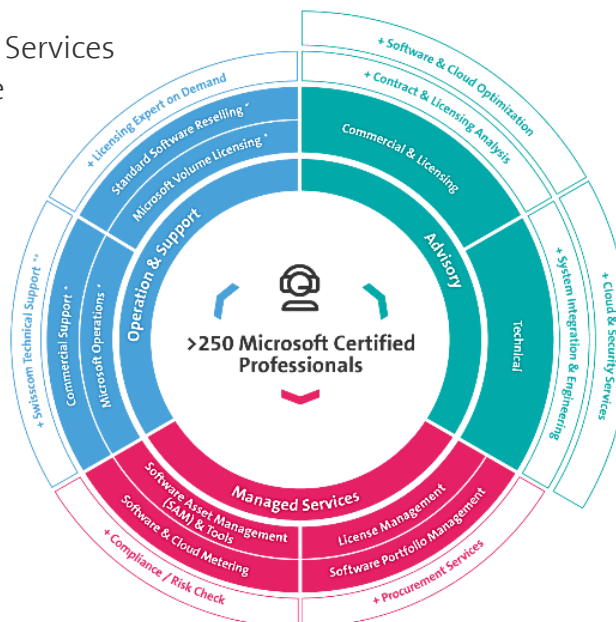 Services
e
+ Software & Cloud Optimization
+ Contract & Licensing Analysis
Commercial & Licensing
Advisory
Technical
+ System Integration & Engineering
+ Cloud & Security Services
+ Licensing Expert on Demand
Standard Software Reselling *
Microsoft Volume Licensing *
Operation & Support
Microsoft Operations *
Commercial Support *
+ Swisscom Technical Support **
>250 Microsoft Certified
Professionals
Managed Services
Software Asset Management
(SAM) & Tools
Software & Cloud Metering
+ Compliance / Risk Check
License Management
Software Portfolio Management
+ Procurement Services